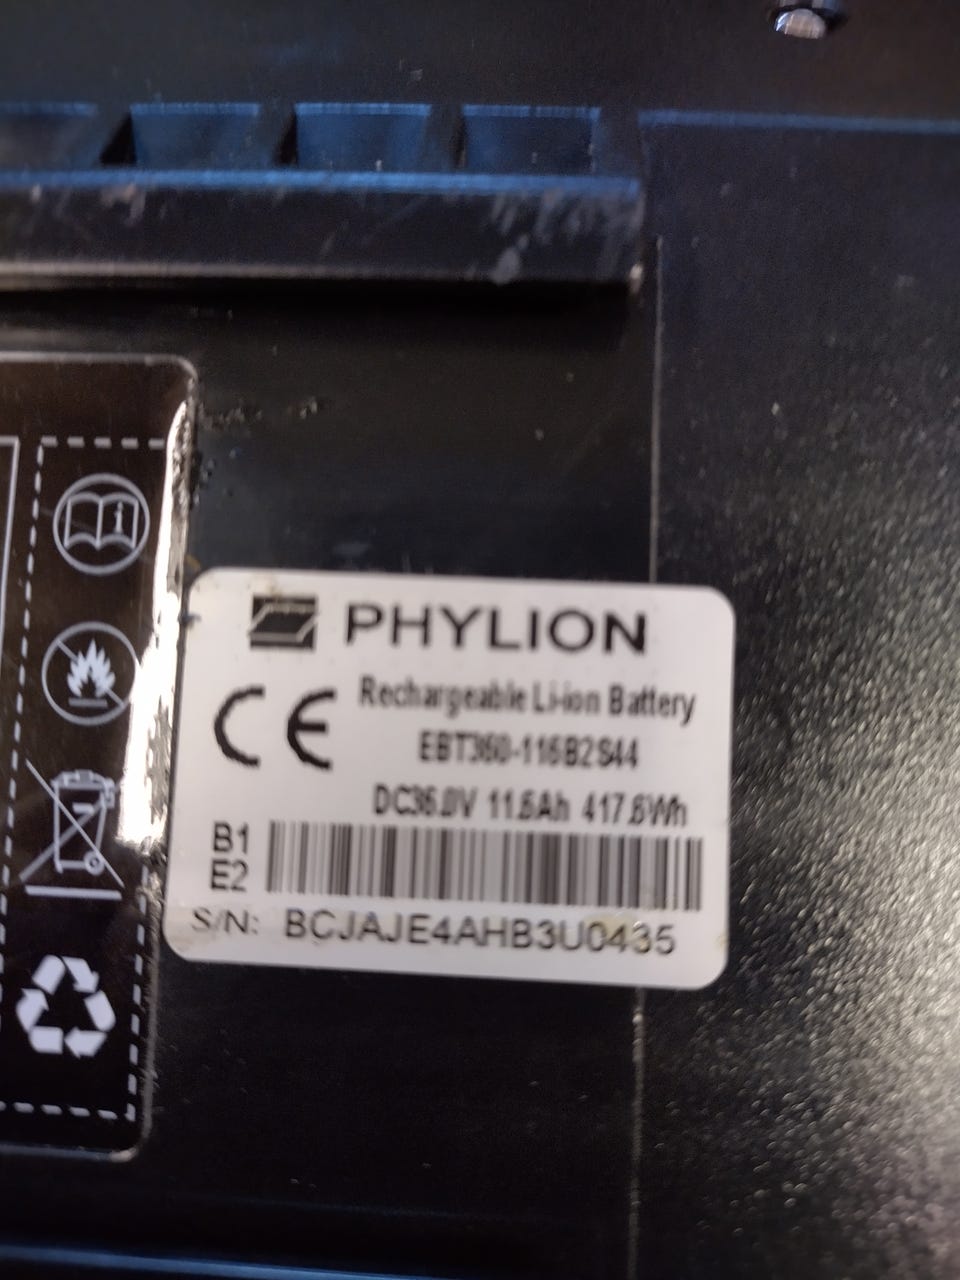 PHYLION
CE
Rechargeable Li-ion Battery
EBT360-116B2S44
DC36.0V 11.6Ah 417.6Wh
B1
E2
S/N: BCJAJE4AHB3U0435